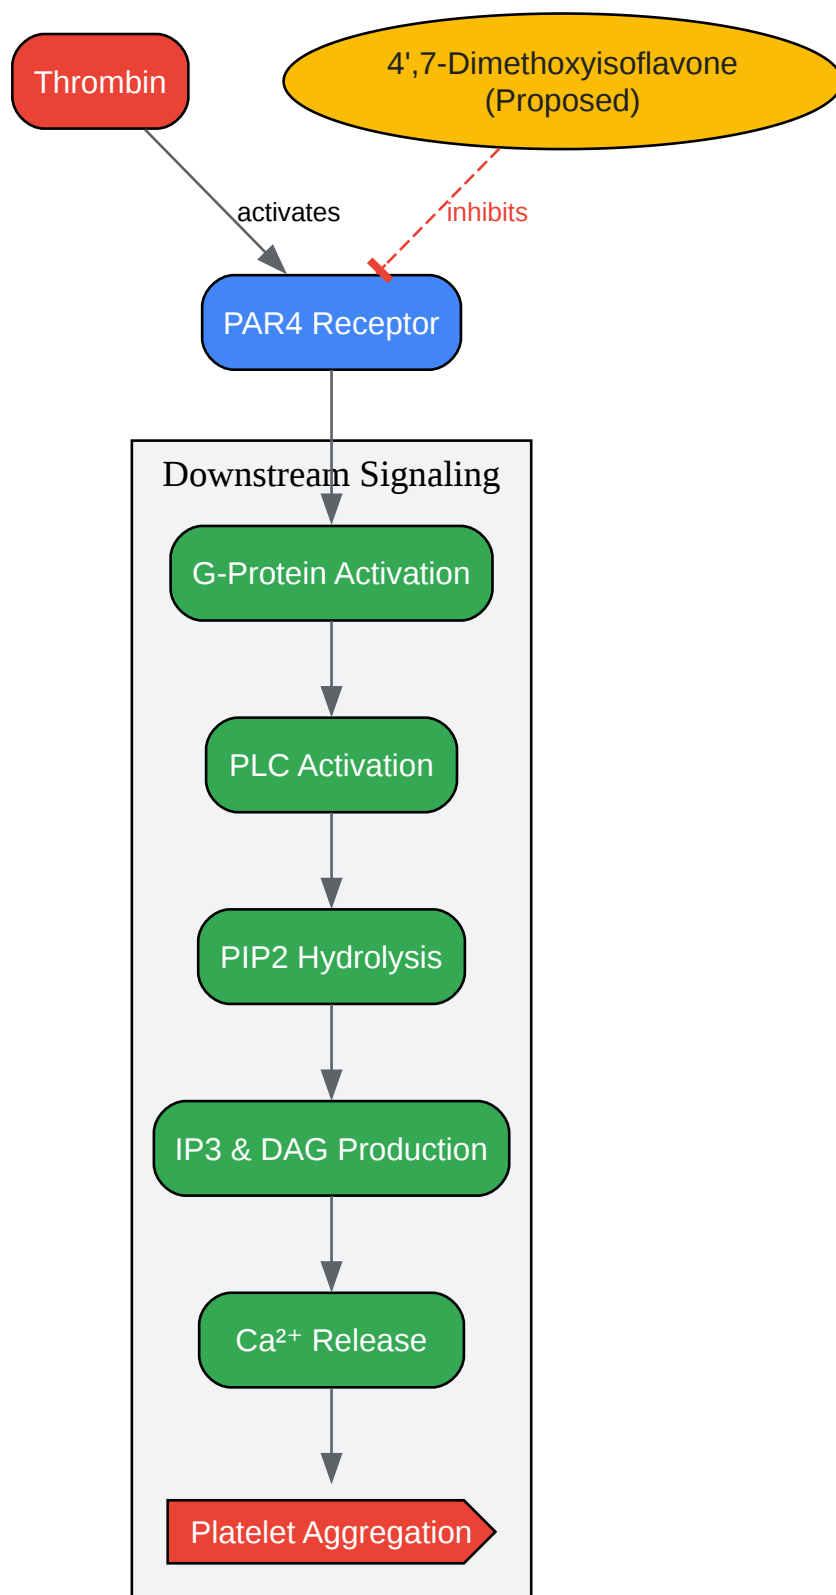 Thrombin
4',7-Dimethoxyisoflavone
(Proposed)
activates
inhibits
PAR4 Receptor
Downstream Signaling
G-Protein Activation
PLC Activation
PIP2 Hydrolysis
IP3 & DAG Production
Ca²⁺ Release
Platelet Aggregation